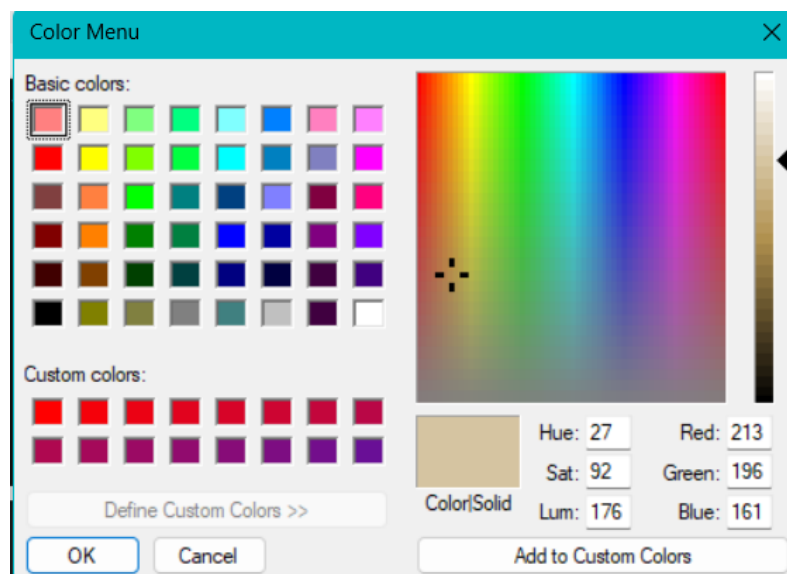 Color Menu
Basic colors:
Custom colors:
Define Custom Colors >>
OK Cancel
Color|Solid
Hue: 27 Red: 213
Sat: 92 Green: 196
Lum: 176 Blue: 161
Add to Custom Colors